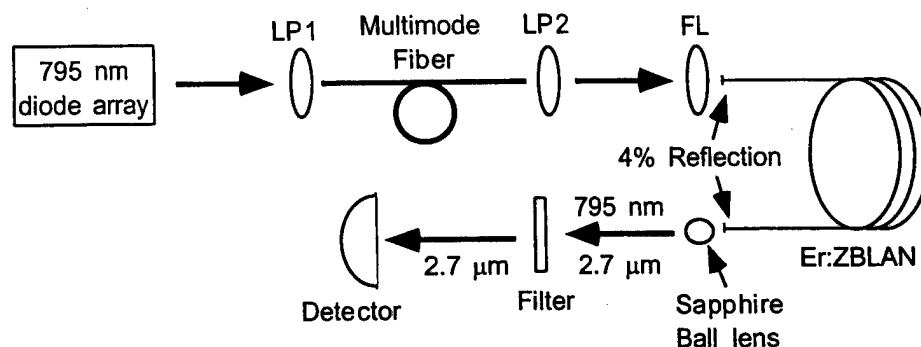 LP1
Multimode
Fiber
LP2
FL
795 nm
diode array
4% Reflection
795 nm
2.7 µm
2.7 µm
Er:ZBLAN
Detector
Filter
Sapphire
Ball lens